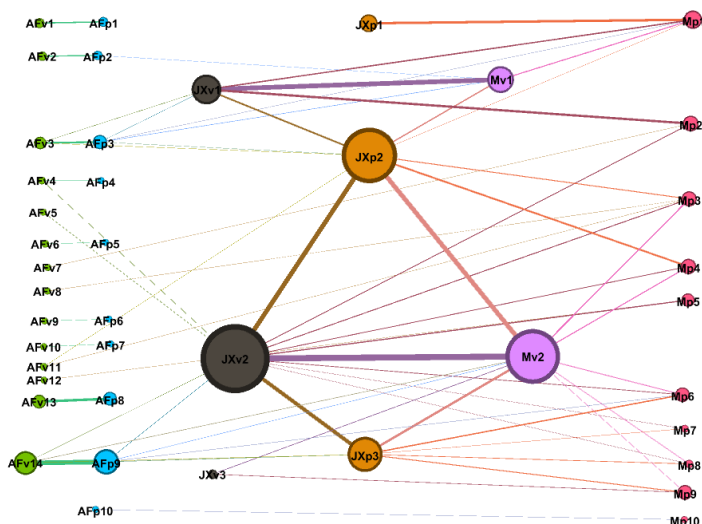 AFv1 AFp1 JXp1 Mp1
AFv2 AFp2 JXv1 Mv1
Mp2
AFv3 AFp3 JXp2
AFv4 AFp4 Mp3
AFv5
AFv6 AFp5
AFv7 Mp4
AFv8 Mp5
AFv9 AFp6
AFv10 AFp7
JXv2 Mv2
AFv11
AFv12
AFv13 AFp8 Mp6
Mp7
AFv14 AFp9 JXp3 Mp8
JXv3
Mp9
AFp10 Mp10